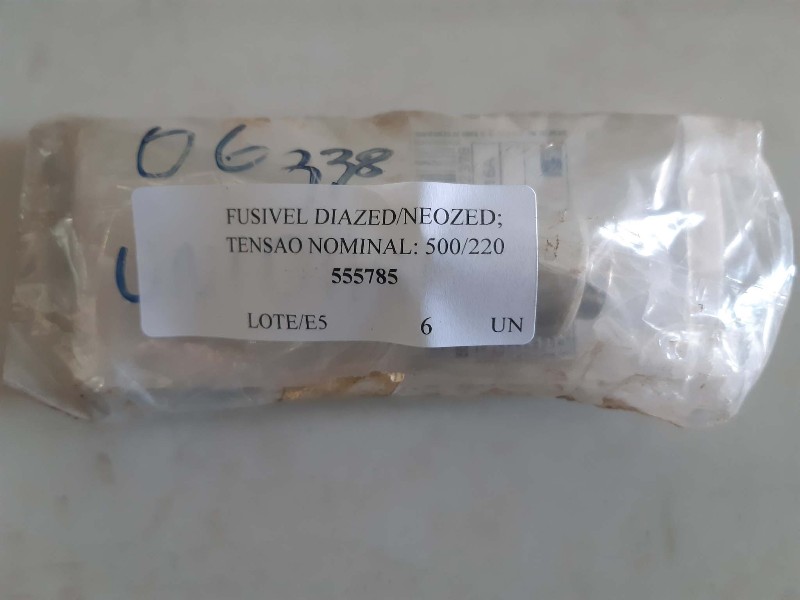 06 338
FUSIVEL DIAZED/NEOZED;
TENSAO NOMINAL: 500/220
555785
LOTE/E5 6 UN